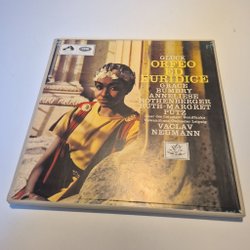 GLUCK
ORFEO
ED
EURIDICE
GRACE
BUMBRY
ANNELIESE
ROTHENBERGER
RUTH-MARGRET
PÜTZ
VACLAV
NEUMANN